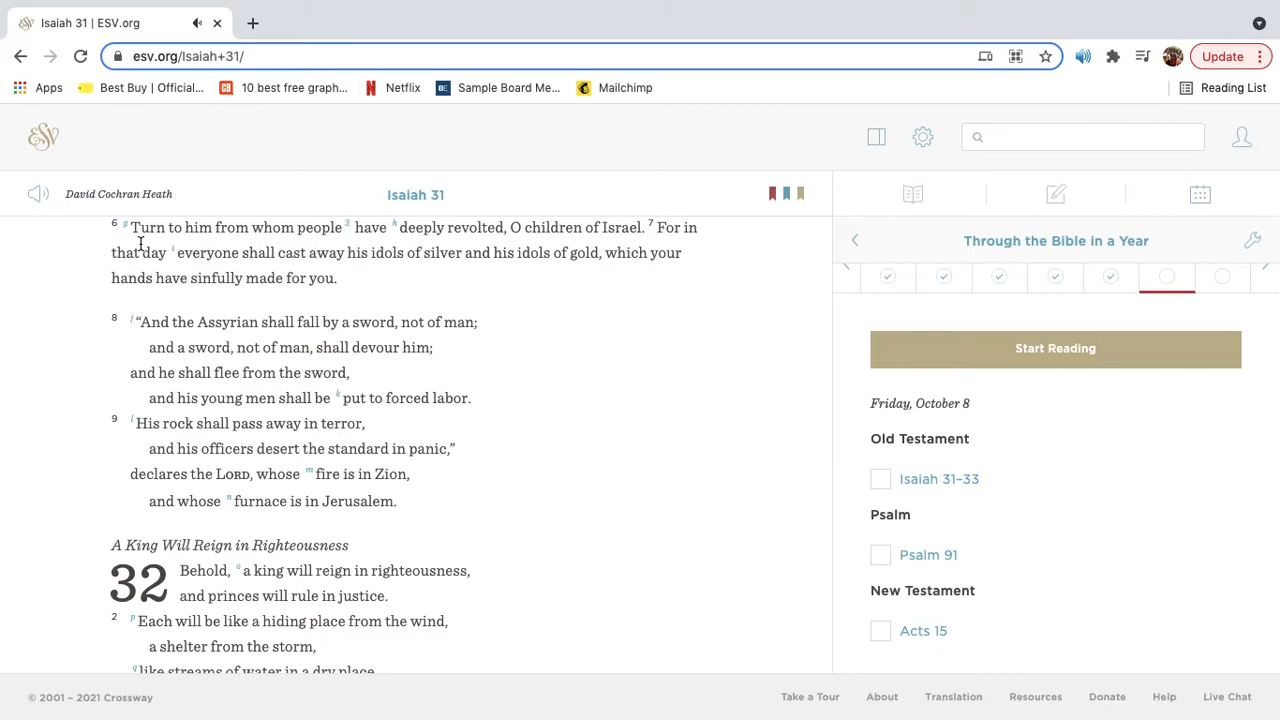 Isaiah 31 | ESV.org
esv.org/Isaiah+31/
Update
Apps
Best Buy | Official...
10 best free graph...
Netflix
Sample Board Me...
Mailchimp
Reading List
ESV
David Cochran Heath
Isaiah 31
6 g Turn to him from whom people 3 have h deeply revolted, O children of Israel. 7 For in
that day i everyone shall cast away his idols of silver and his idols of gold, which your
hands have sinfully made for you.
8 j “And the Assyrian shall fall by a sword, not of man;
and a sword, not of man, shall devour him;
and he shall flee from the sword,
and his young men shall be k put to forced labor.
9 l His rock shall pass away in terror,
and his officers desert the standard in panic,”
declares the LORD, whose m fire is in Zion,
and whose n furnace is in Jerusalem.
A King Will Reign in Righteousness
32 Behold, o a king will reign in righteousness,
and princes will rule in justice.
2 p Each will be like a hiding place from the wind,
a shelter from the storm,
q like streams of water in a dry place,
Through the Bible in a Year
Start Reading
Friday, October 8
Old Testament
Isaiah 31–33
Psalm
Psalm 91
New Testament
Acts 15
© 2001 – 2021 Crossway
Take a Tour
About
Translation
Resources
Donate
Help
Live Chat